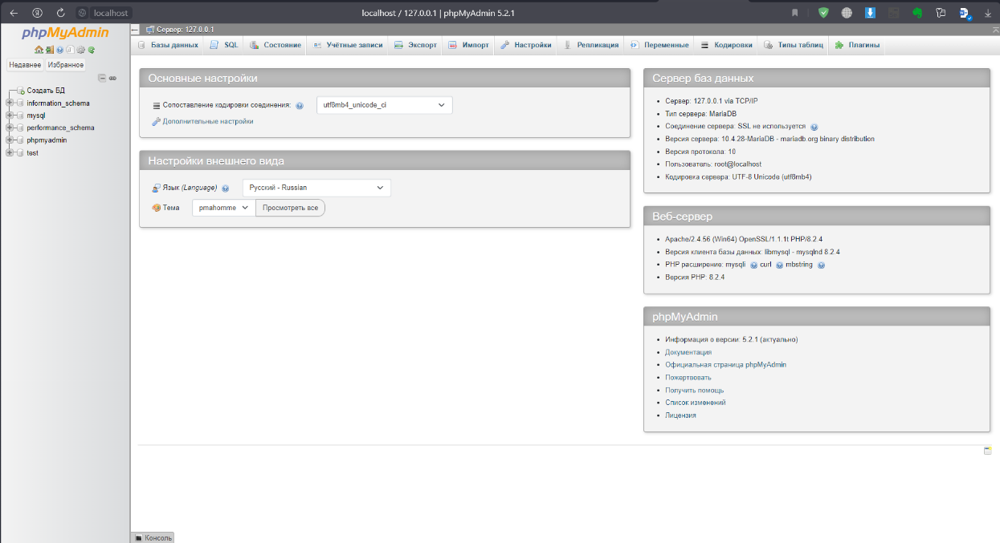 localhost
localhost / 127.0.0.1 | phpMyAdmin 5.2.1
phpMyAdmin
Недавнее Избранное
Создать БД
information_schema
mysql
performance_schema
phpmyadmin
test
Сервер: 127.0.0.1
Базы данных SQL Состояние Учётные записи Экспорт Импорт Настройки Репликация Переменные Кодировки Типы таблиц Плагины
Основные настройки
Сопоставление кодировки соединения: utf8mb4_unicode_ci
Дополнительные настройки
Настройки внешнего вида
Язык (Language) Русский - Russian
Тема pmahomme Просмотреть все
Сервер баз данных
Сервер: 127.0.0.1 via TCP/IP
Тип сервера: MariaDB
Соединение сервера: SSL не используется
Версия сервера: 10.4.28-MariaDB - mariadb.org binary distribution
Версия протокола: 10
Пользователь: root@localhost
Кодировка сервера: UTF-8 Unicode (utf8mb4)
Веб-сервер
Apache/2.4.56 (Win64) OpenSSL/1.1.1t PHP/8.2.4
Версия клиента базы данных: libmysql - mysqlnd 8.2.4
PHP расширение: mysqli curl mbstring
Версия PHP: 8.2.4
phpMyAdmin
Информация о версии: 5.2.1 (актуально)
Документация
Официальная страница phpMyAdmin
Пожертвовать
Получить помощь
Список изменений
Лицензия
Консоль